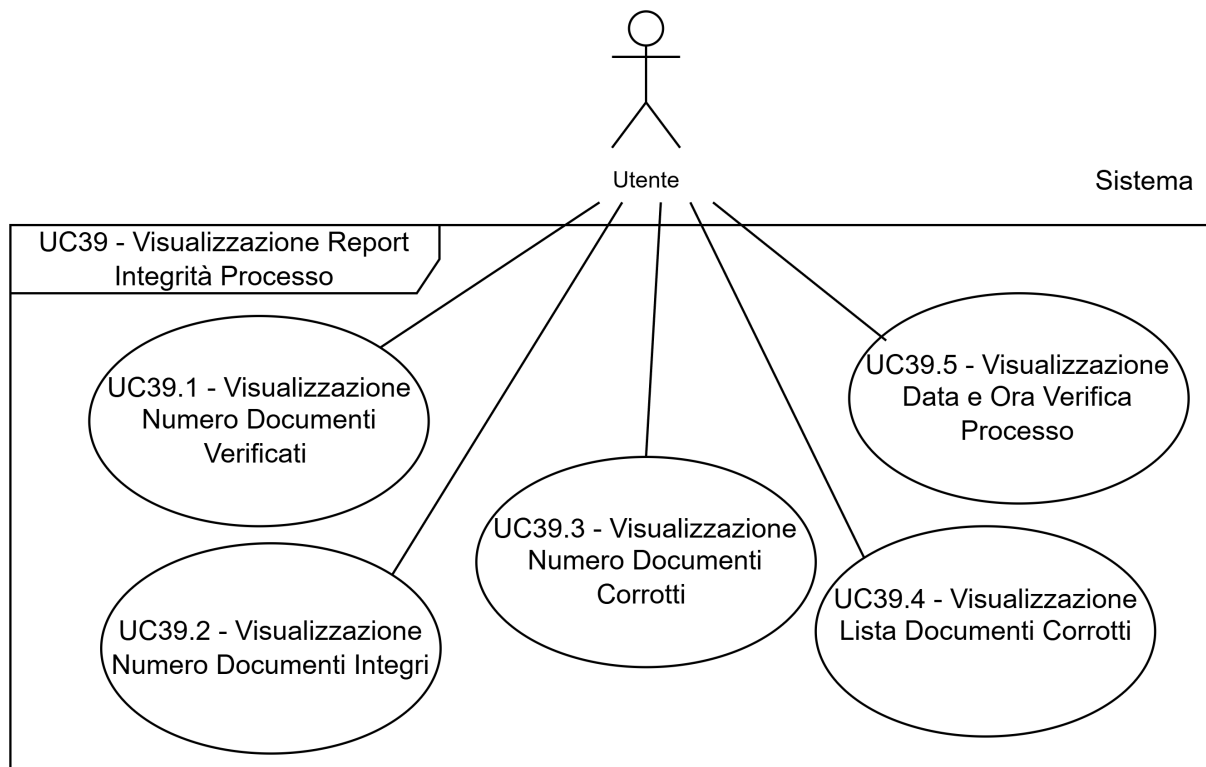 Utente
Sistema
UC39 - Visualizzazione Report
Integrità Processo
UC39.1 - Visualizzazione
Numero Documenti
Verificati
UC39.2 - Visualizzazione
Numero Documenti Integri
UC39.3 - Visualizzazione
Numero Documenti
Corrotti
UC39.4 - Visualizzazione
Lista Documenti Corrotti
UC39.5 - Visualizzazione
Data e Ora Verifica
Processo